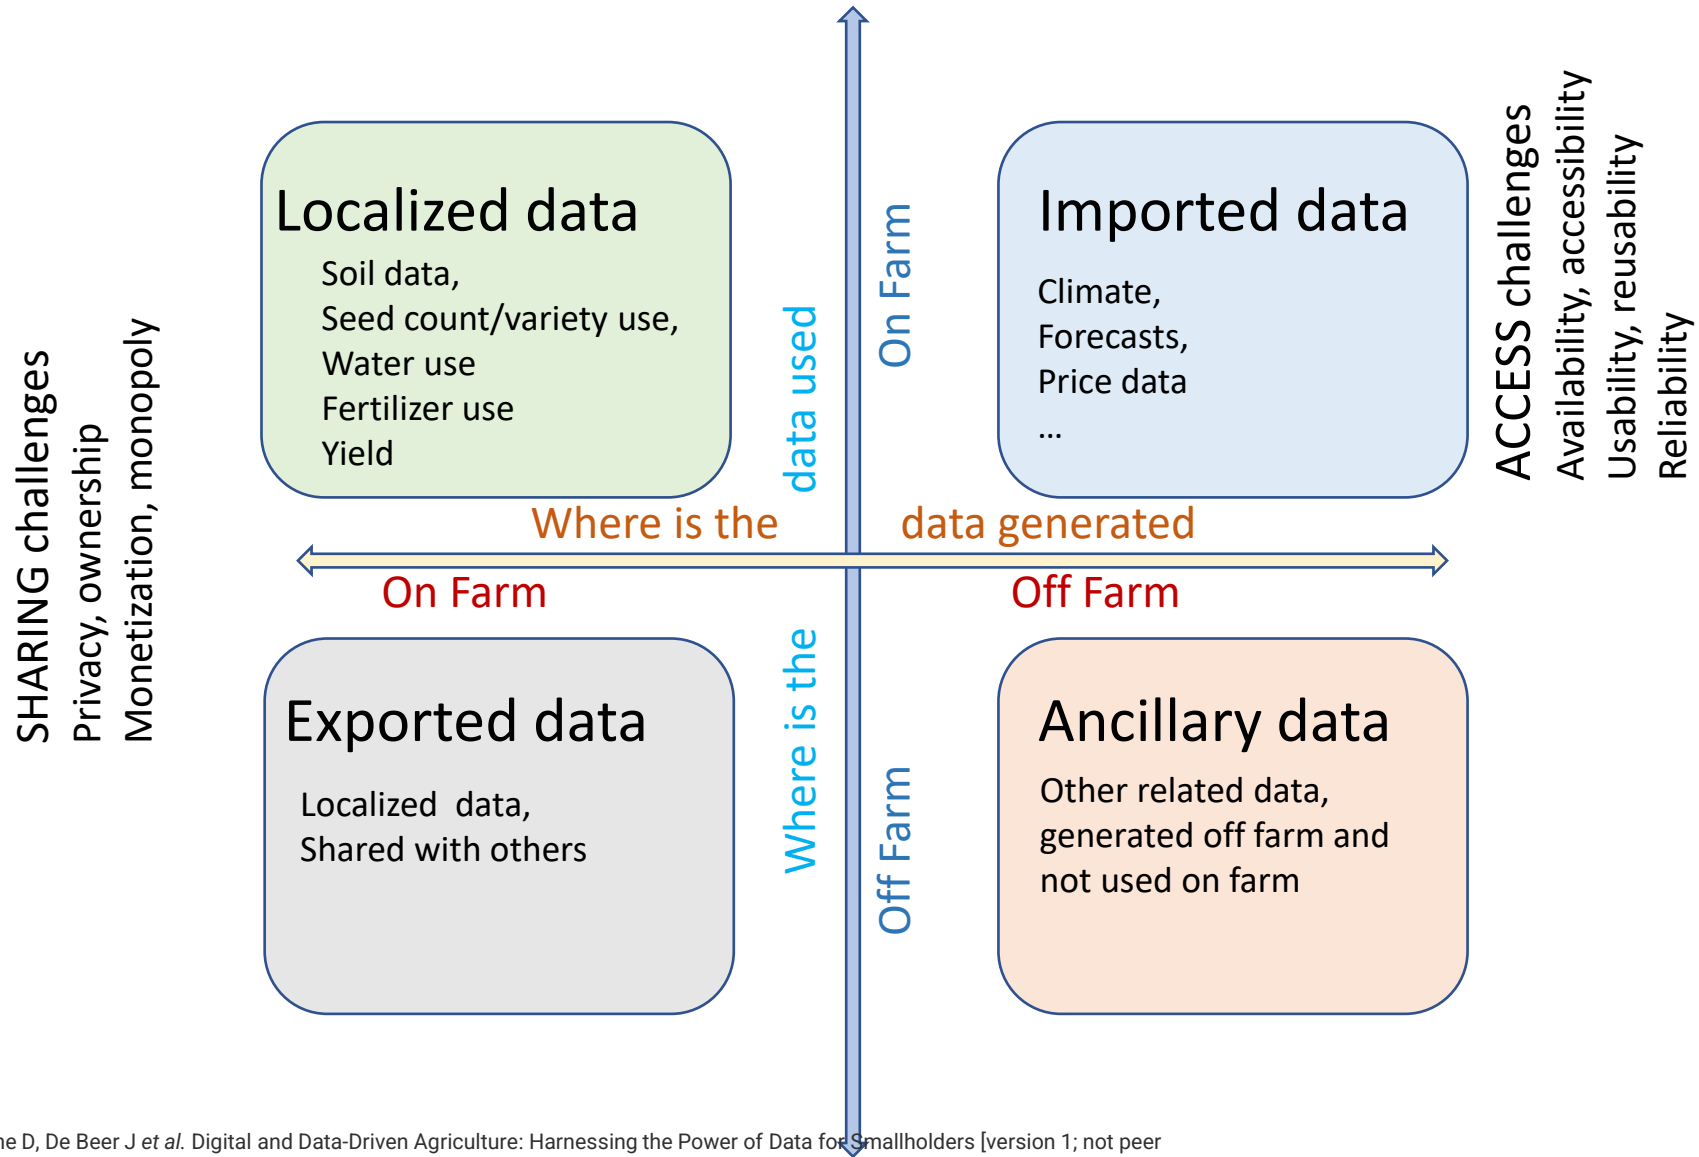 SHARING challenges
Privacy, ownership
Monetization, monopoly
Localized data
Soil data,
Seed count/variety use,
Water use
Fertilizer use
Yield
Imported data
Climate,
Forecasts,
Price data
...
ACCESS challenges
Availability, accessibility
Usability, reusability
Reliability
On Farm
Where is the data used
Where is the data generated
On Farm
Off Farm
Off Farm
Exported data
Localized data,
Shared with others
Ancillary data
Other related data,
generated off farm and
not used on farm
D, De Beer J et al. Digital and Data-Driven Agriculture: Harnessing the Power of Data for Smallholders [version 1; not peer